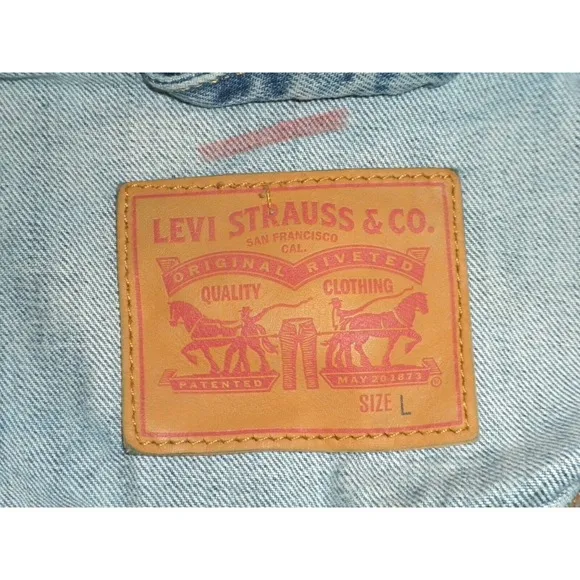 LEVI STRAUSS & CO.
SAN FRANCISCO
CAL.
ORIGINAL RIVETED
QUALITY CLOTHING
PATENTED MAY 20 1873 ®
SIZE L